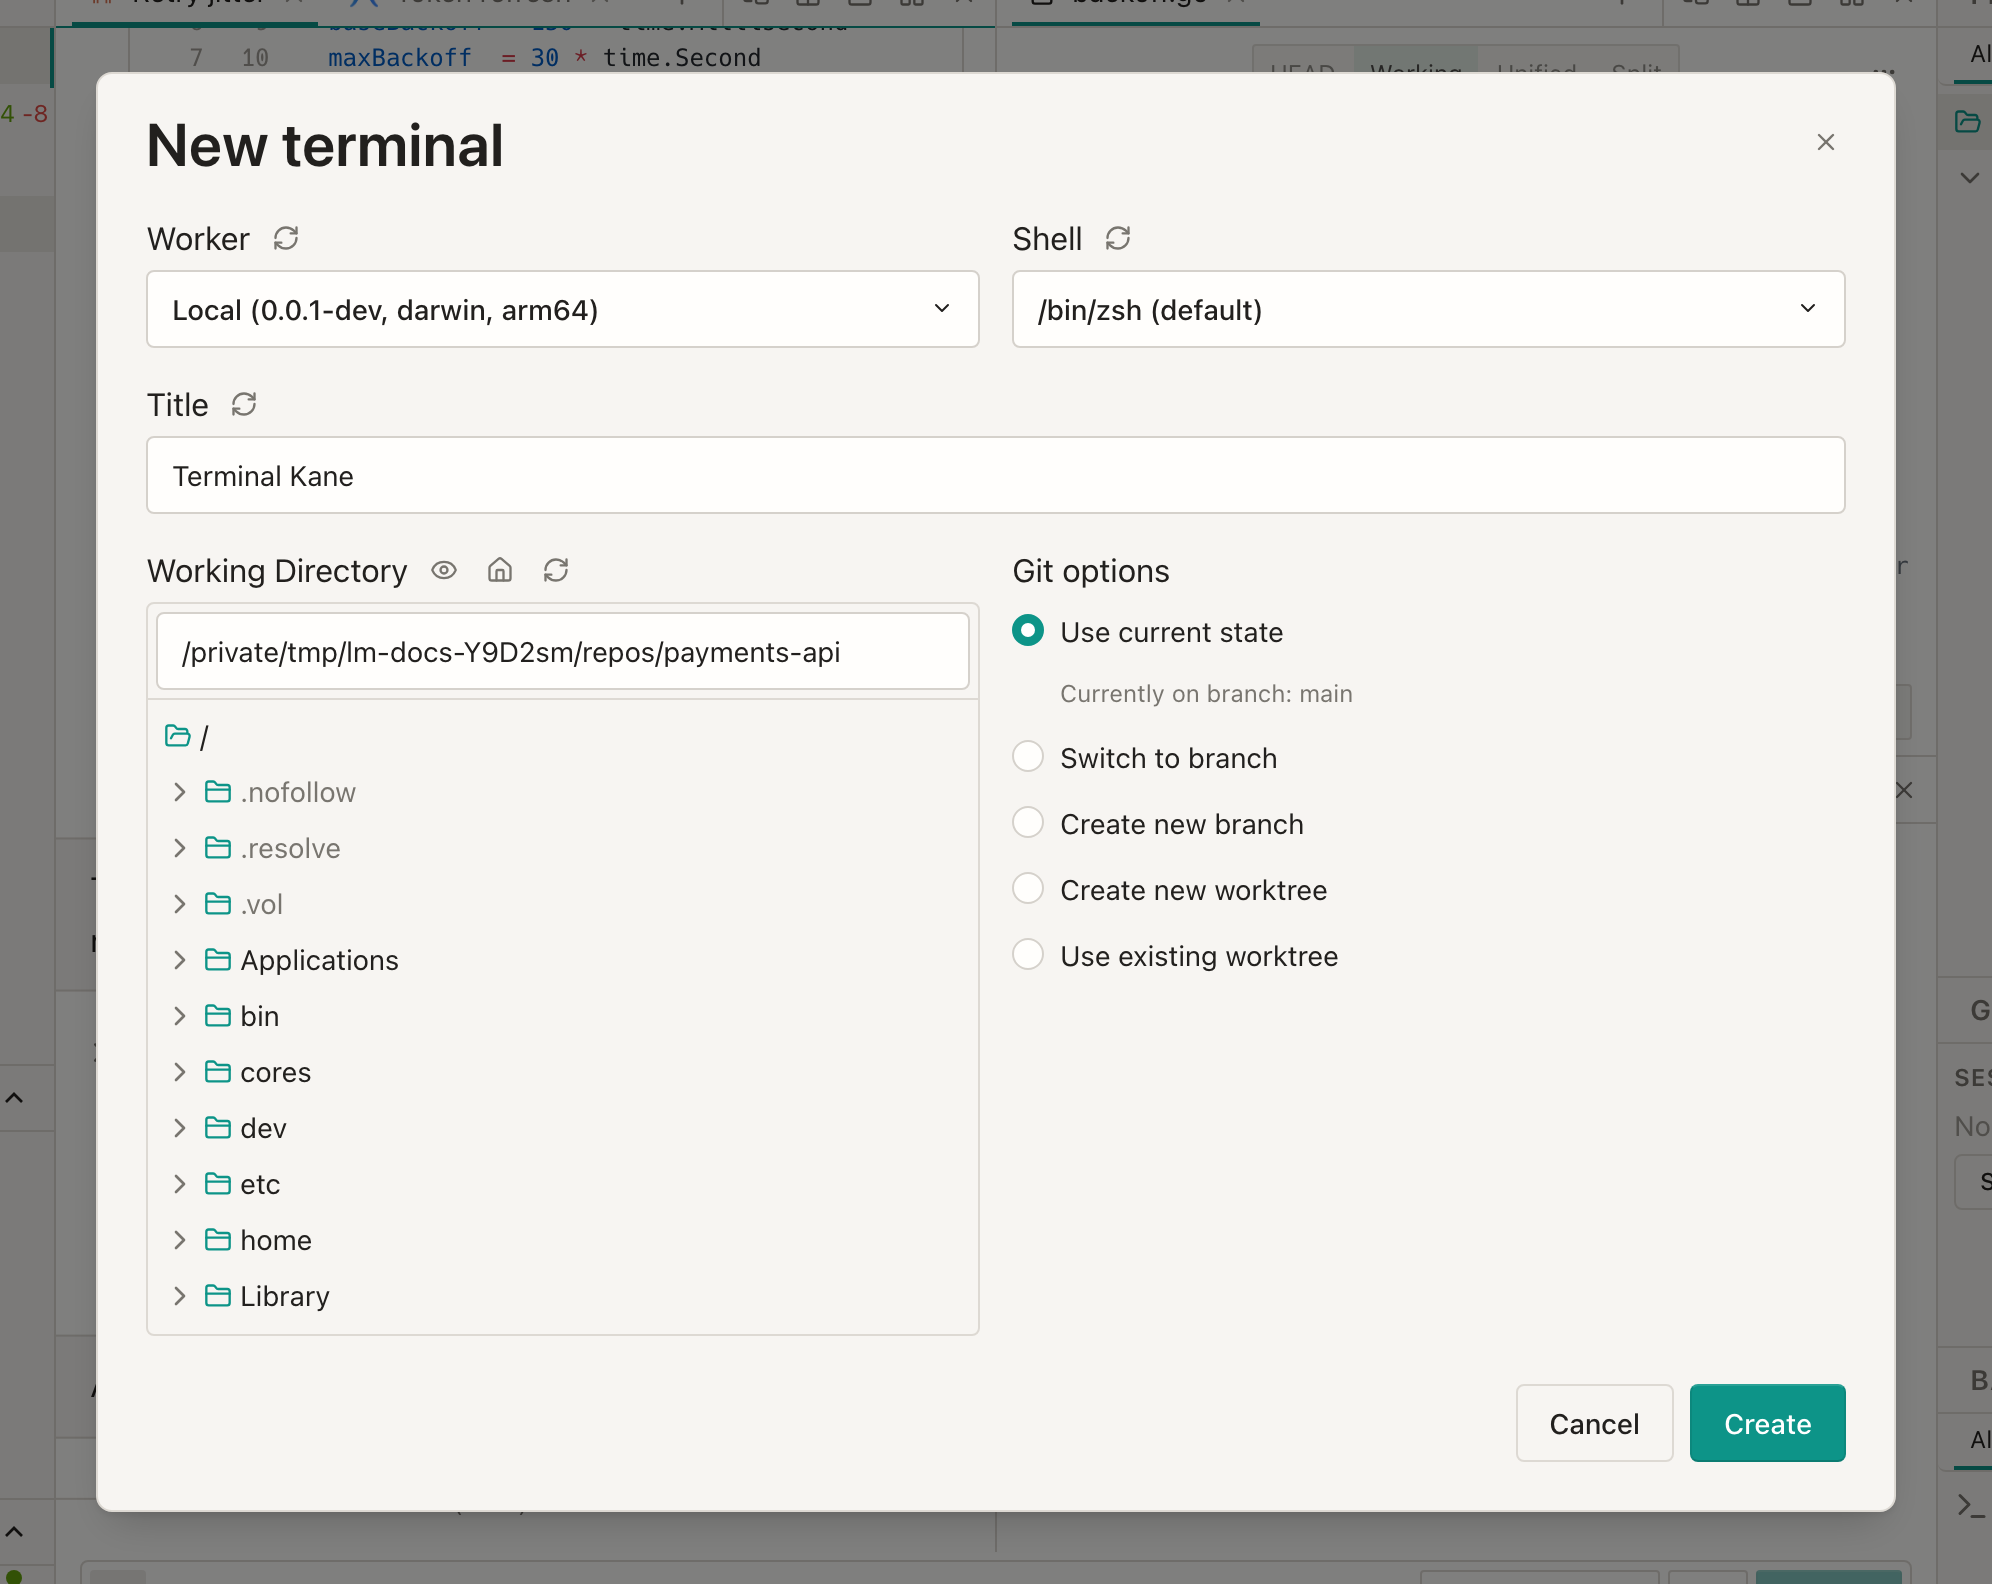 7 10 maxBackoff = 30 * time.Second
4 -8
New terminal
Worker
Shell
Local (0.0.1-dev, darwin, arm64)
/bin/zsh (default)
Title
Terminal Kane
Working Directory
Git options
/private/tmp/lm-docs-Y9D2sm/repos/payments-api
Use current state
Currently on branch: main
Switch to branch
Create new branch
Create new worktree
Use existing worktree
/
.nofollow
.resolve
.vol
Applications
bin
cores
dev
etc
home
Library
Cancel
Create